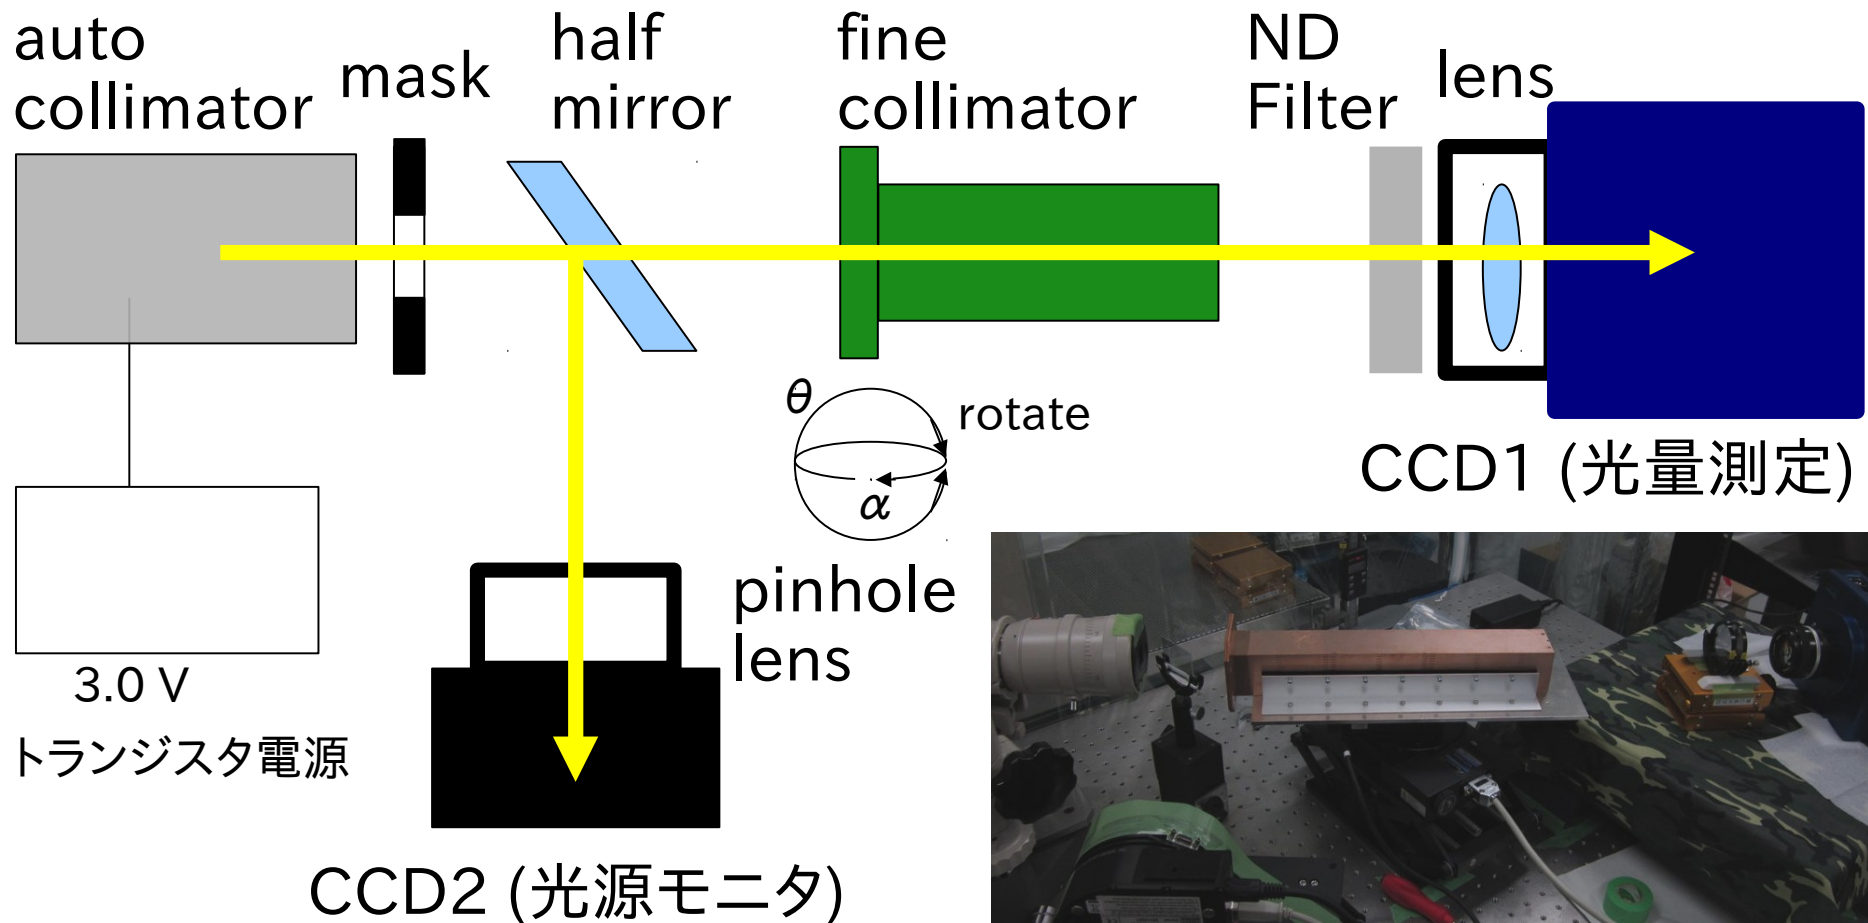 auto
collimator
mask
half
mirror
fine
collimator
ND
Filter
lens
θ
rotate
α
CCD1 (光量測定)
pinhole
lens
3.0 V
トランジスタ電源
CCD2 (光源モニタ)